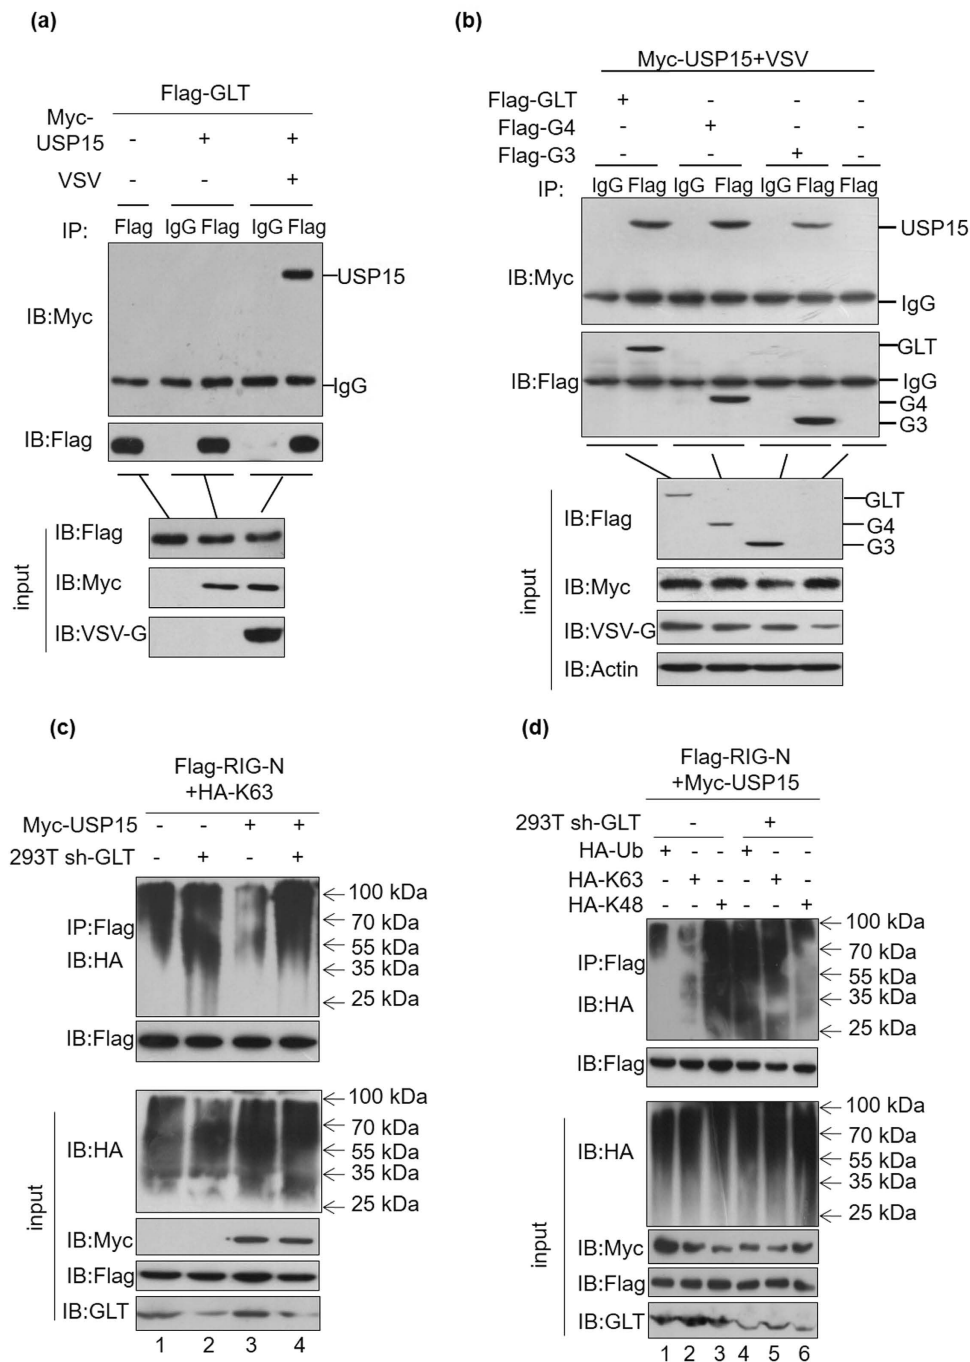 (a)
Flag-GLT
Myc-
USP15 - + +
VSV - - +
IP: Flag IgG Flag IgG Flag
USP15
IB:Myc
IgG
IB:Flag
input
IB:Flag
IB:Myc
IB:VSV-G
(b)
Myc-USP15+VSV
Flag-GLT + - - -
Flag-G4 - + - -
Flag-G3 - - + -
IP: IgG Flag IgG Flag IgG Flag Flag
USP15
IB:Myc
IgG
GLT
IB:Flag
IgG
G4
G3
input
IB:Flag
GLT
G4
G3
IB:Myc
IB:VSV-G
IB:Actin
(c)
Flag-RIG-N
+HA-K63
Myc-USP15 - - + +
293T sh-GLT - + - +
IP:Flag
IB:HA
100 kDa
70 kDa
55 kDa
35 kDa
25 kDa
IB:Flag
input
IB:HA
100 kDa
70 kDa
55 kDa
35 kDa
25 kDa
IB:Myc
IB:Flag
IB:GLT
1 2 3 4
(d)
Flag-RIG-N
+Myc-USP15
293T sh-GLT - +
HA-Ub + - - + - -
HA-K63 - + - - + -
HA-K48 - - + - - +
IP:Flag
IB:HA
100 kDa
70 kDa
55 kDa
35 kDa
25 kDa
IB:Flag
input
IB:HA
100 kDa
70 kDa
55 kDa
35 kDa
25 kDa
IB:Myc
IB:Flag
IB:GLT
1 2 3 4 5 6